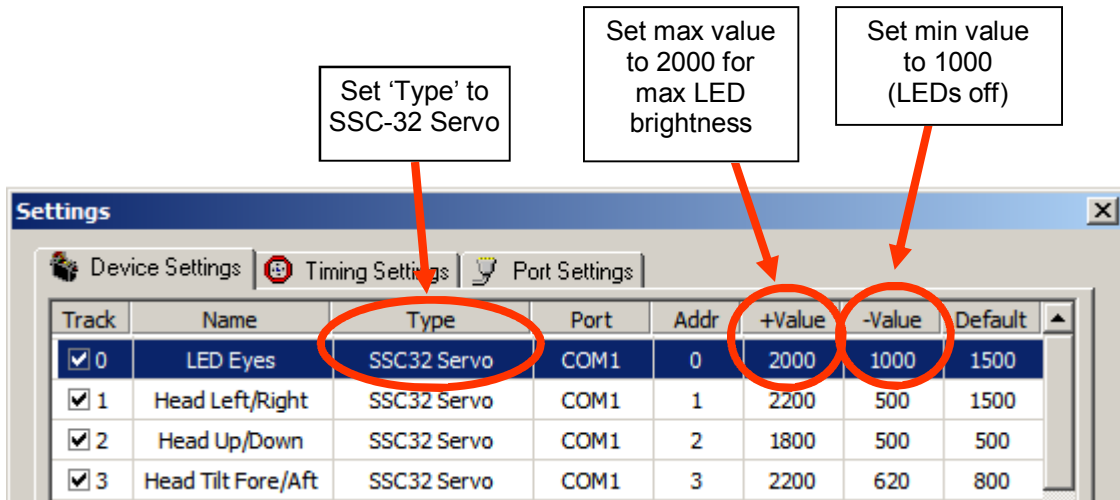 Set 'Type' to
SSC-32 Servo
Set max value
to 2000 for
max LED
brightness
Set min value
to 1000
(LEDs off)
Settings
Device Settings Timing Settings Port Settings
Track Name Type Port Addr +Value -Value Default
0 LED Eyes SSC32 Servo COM1 0 2000 1000 1500
1 Head Left/Right SSC32 Servo COM1 1 2200 500 1500
2 Head Up/Down SSC32 Servo COM1 2 1800 500 500
3 Head Tilt Fore/Aft SSC32 Servo COM1 3 2200 620 800